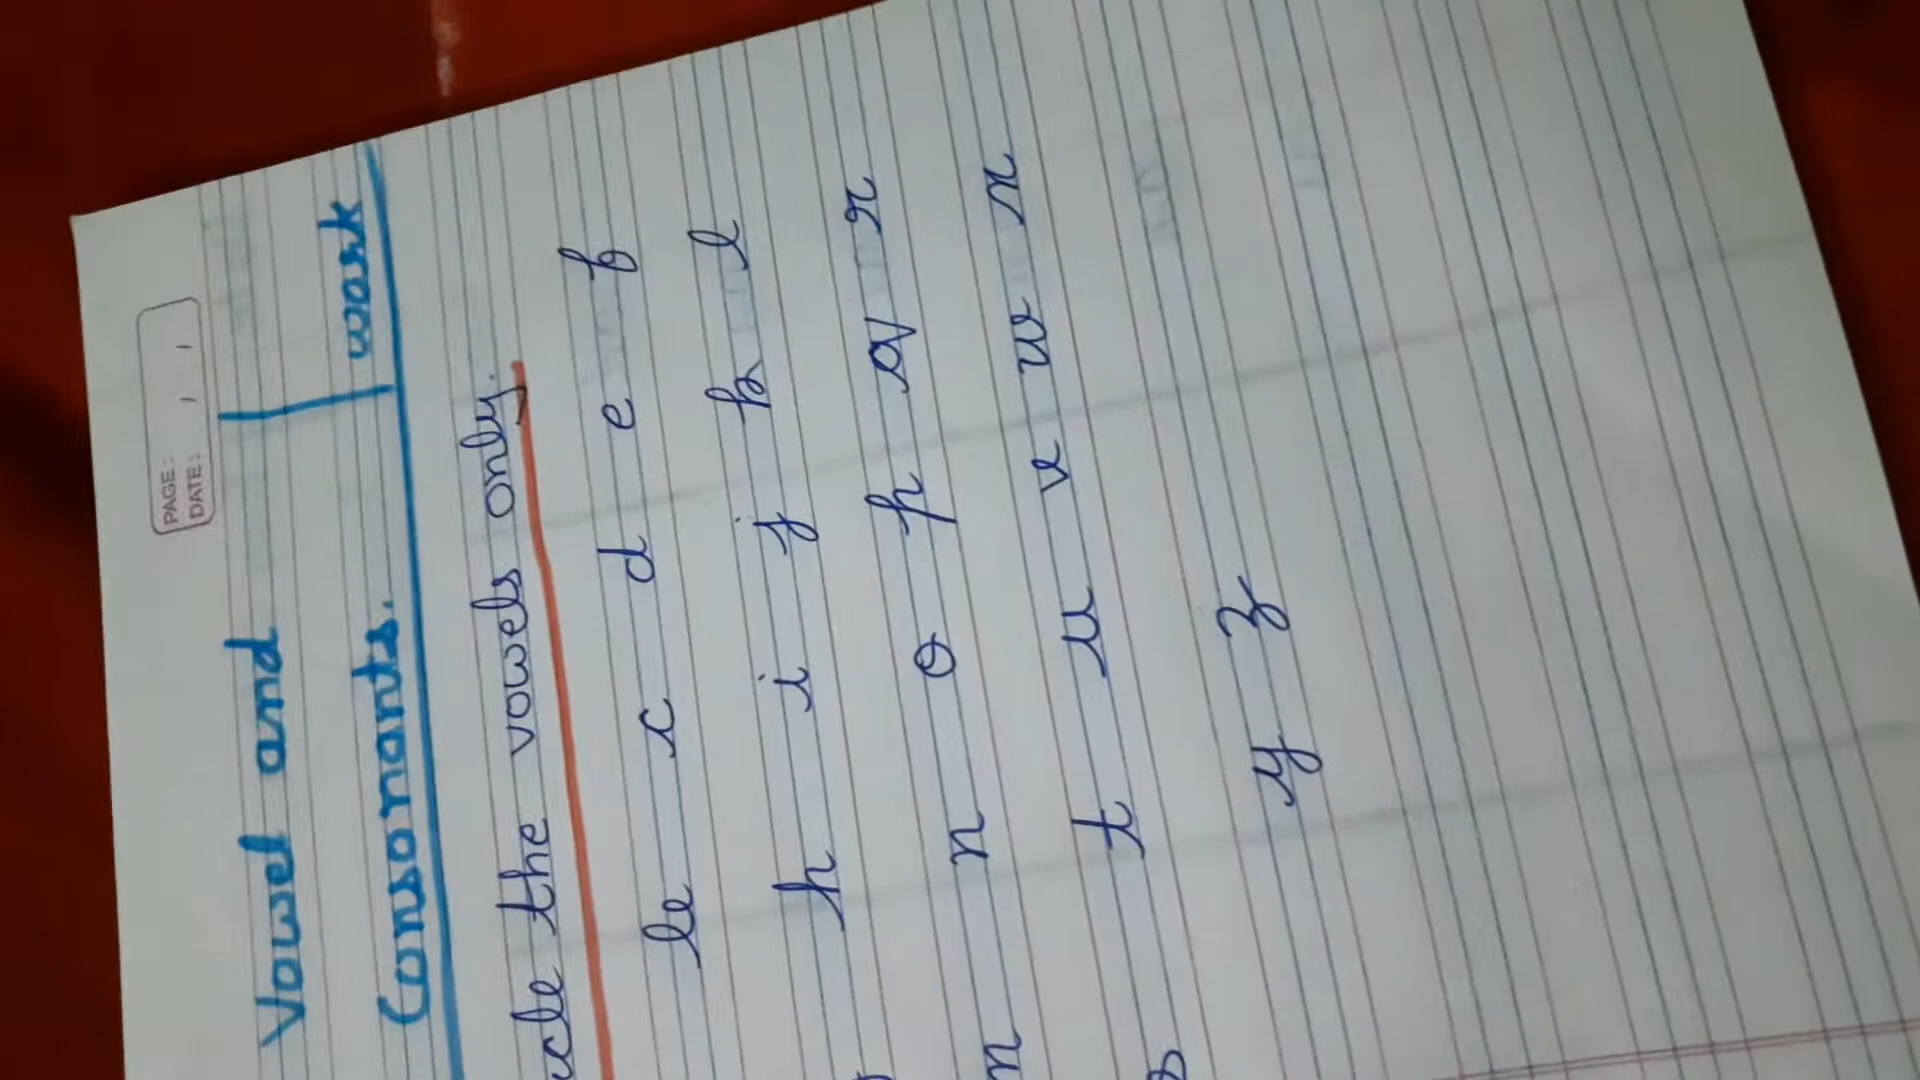 PAGE: / /
DATE:
Vowel and
Consonants. work
cle the vowels only.
b c d e f
h i j k l
m n o p q r
s t u v w x
y z